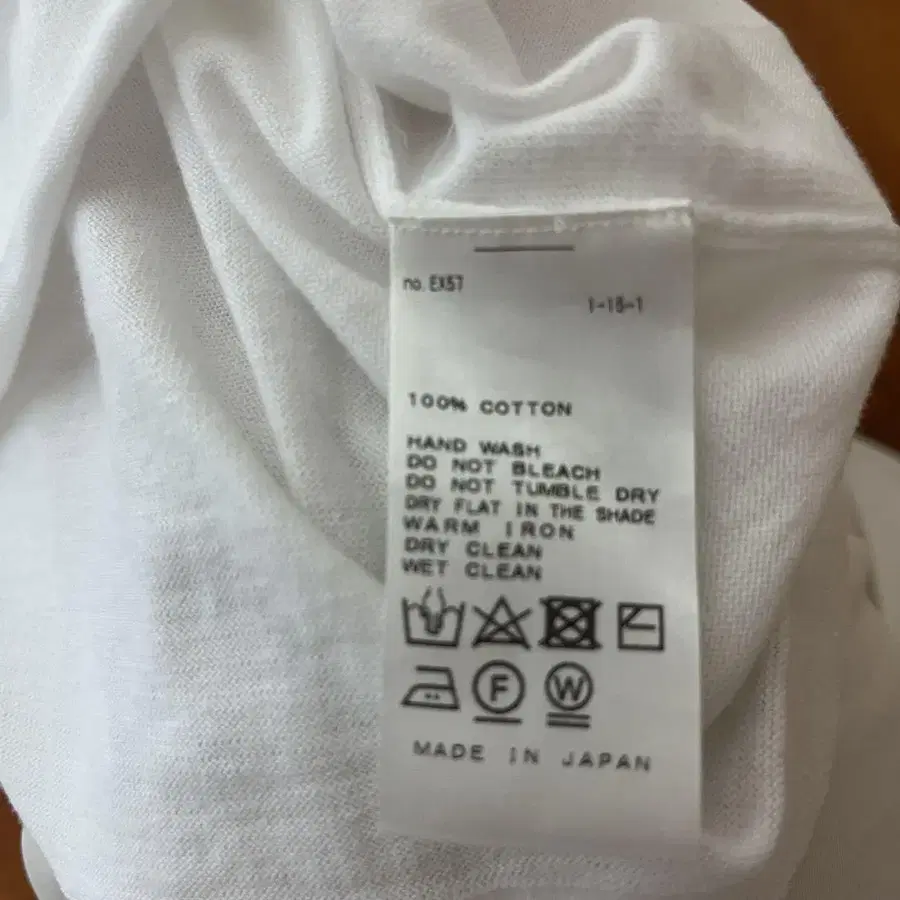 no. EX57
1-15-1
100% COTTON
HAND WASH
DO NOT BLEACH
DO NOT TUMBLE DRY
DRY FLAT IN THE SHADE
WARM IRON
DRY CLEAN
WET CLEAN
F W
MADE IN JAPAN